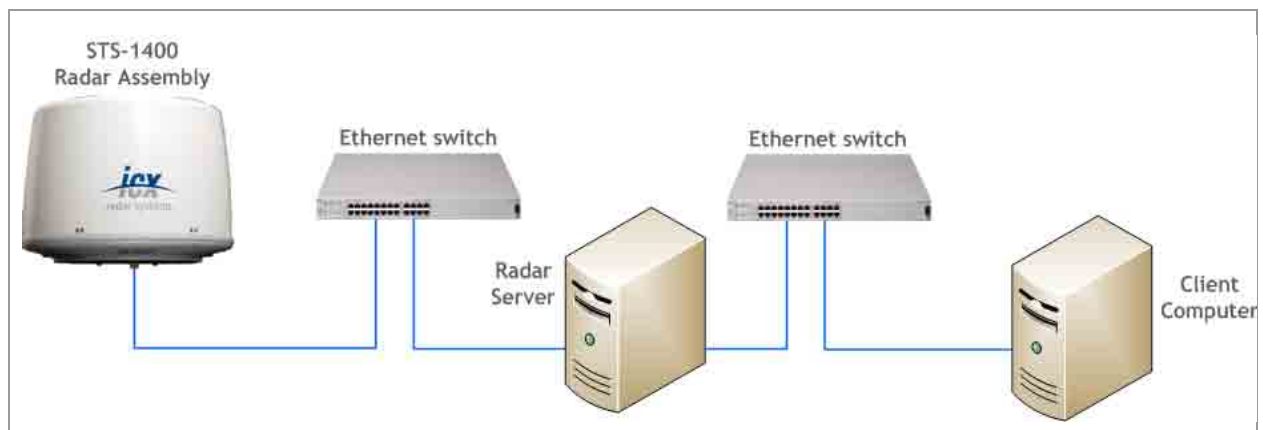 STS-1400
Radar Assembly
Ethernet switch
Ethernet switch
icx
radar systems
Radar
Server
Client
Computer